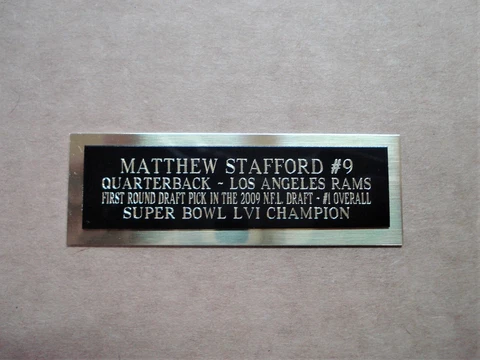 MATTHEW STAFFORD #9
QUARTERBACK - LOS ANGELES RAMS
FIRST ROUND DRAFT PICK IN THE 2009 N.F.L. DRAFT - #1 OVERALL
SUPER BOWL LVI CHAMPION